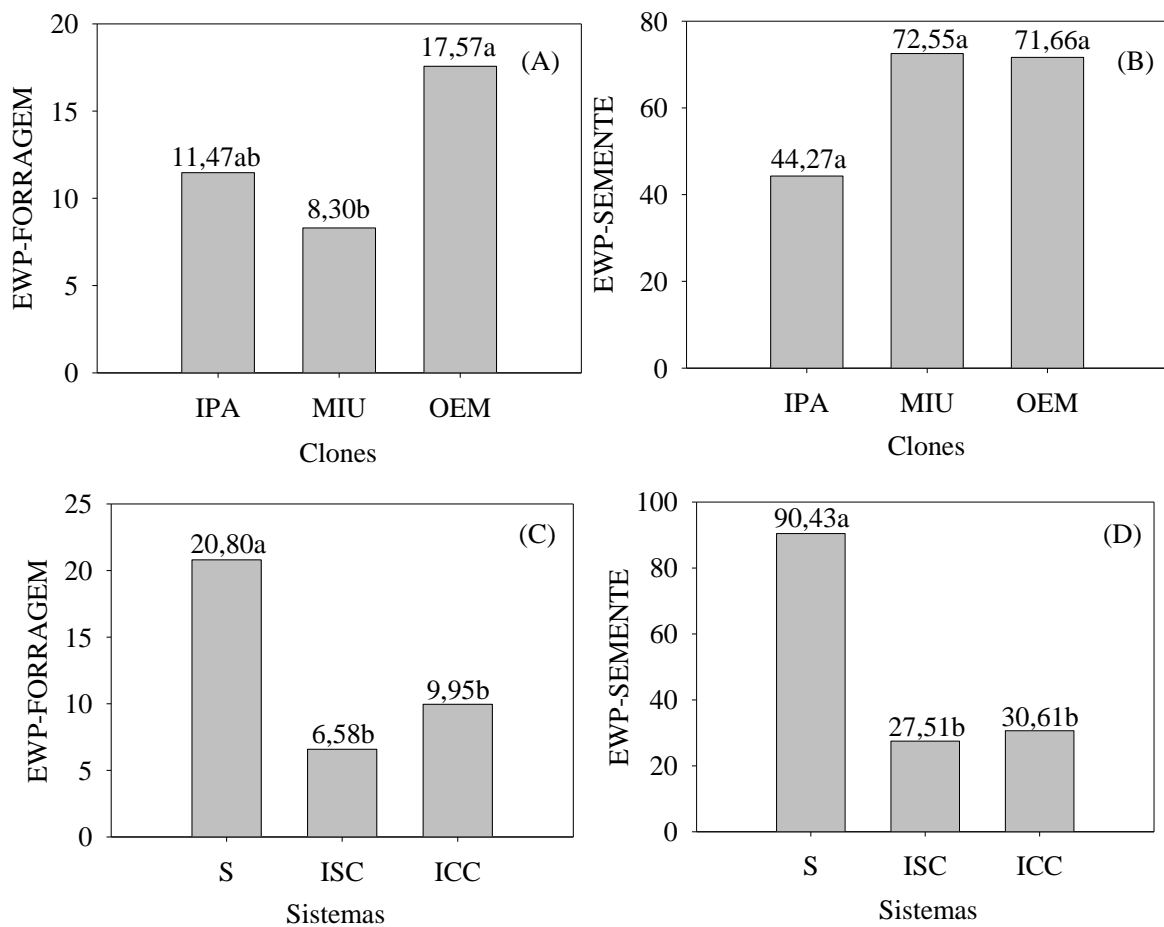 EWP-FORRAGEM
20
15
10
5
0
11,47ab
8,30b
17,57a
(A)
IPA MIU OEM
Clones
EWP-SEMENTE
80
60
40
20
0
44,27a
72,55a
71,66a
(B)
IPA MIU OEM
Clones
EWP-FORRAGEM
25
20
15
10
5
0
20,80a
6,58b
9,95b
(C)
S ISC ICC
Sistemas
EWP-SEMENTE
100
80
60
40
20
0
90,43a
27,51b
30,61b
(D)
S ISC ICC
Sistemas